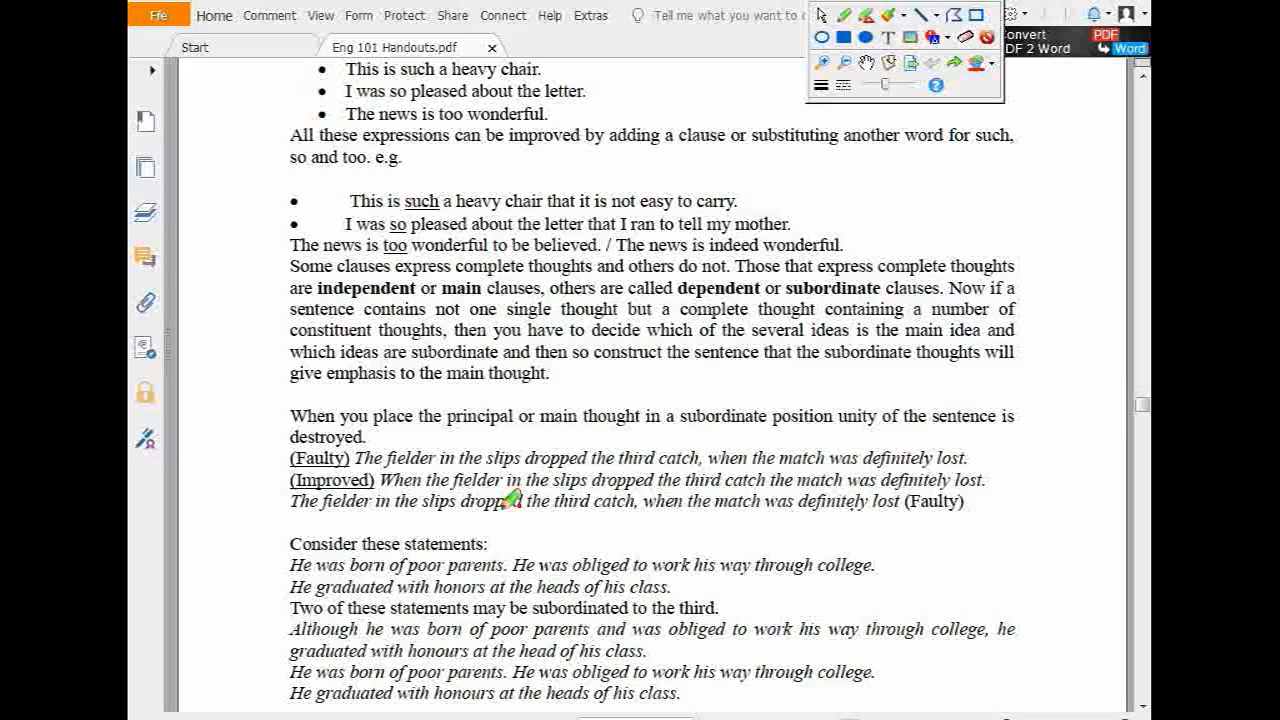 File Home Comment View Form Protect Share Connect Help Extras Tell me what you want to
Start Eng 101 Handouts.pdf
Convert PDF
DF 2 Word Word
• This is such a heavy chair.
• I was so pleased about the letter.
• The news is too wonderful.
All these expressions can be improved by adding a clause or substituting another word for such,
so and too. e.g.
• This is such a heavy chair that it is not easy to carry.
• I was so pleased about the letter that I ran to tell my mother.
The news is too wonderful to be believed. / The news is indeed wonderful.
Some clauses express complete thoughts and others do not. Those that express complete thoughts
are independent or main clauses, others are called dependent or subordinate clauses. Now if a
sentence contains not one single thought but a complete thought containing a number of
constituent thoughts, then you have to decide which of the several ideas is the main idea and
which ideas are subordinate and then so construct the sentence that the subordinate thoughts will
give emphasis to the main thought.
When you place the principal or main thought in a subordinate position unity of the sentence is
destroyed.
(Faulty) The fielder in the slips dropped the third catch, when the match was definitely lost.
(Improved) When the fielder in the slips dropped the third catch the match was definitely lost.
The fielder in the slips dropped the third catch, when the match was definitely lost (Faulty)
Consider these statements:
He was born of poor parents. He was obliged to work his way through college.
He graduated with honors at the heads of his class.
Two of these statements may be subordinated to the third.
Although he was born of poor parents and was obliged to work his way through college, he
graduated with honours at the head of his class.
He was born of poor parents. He was obliged to work his way through college.
He graduated with honours at the heads of his class.